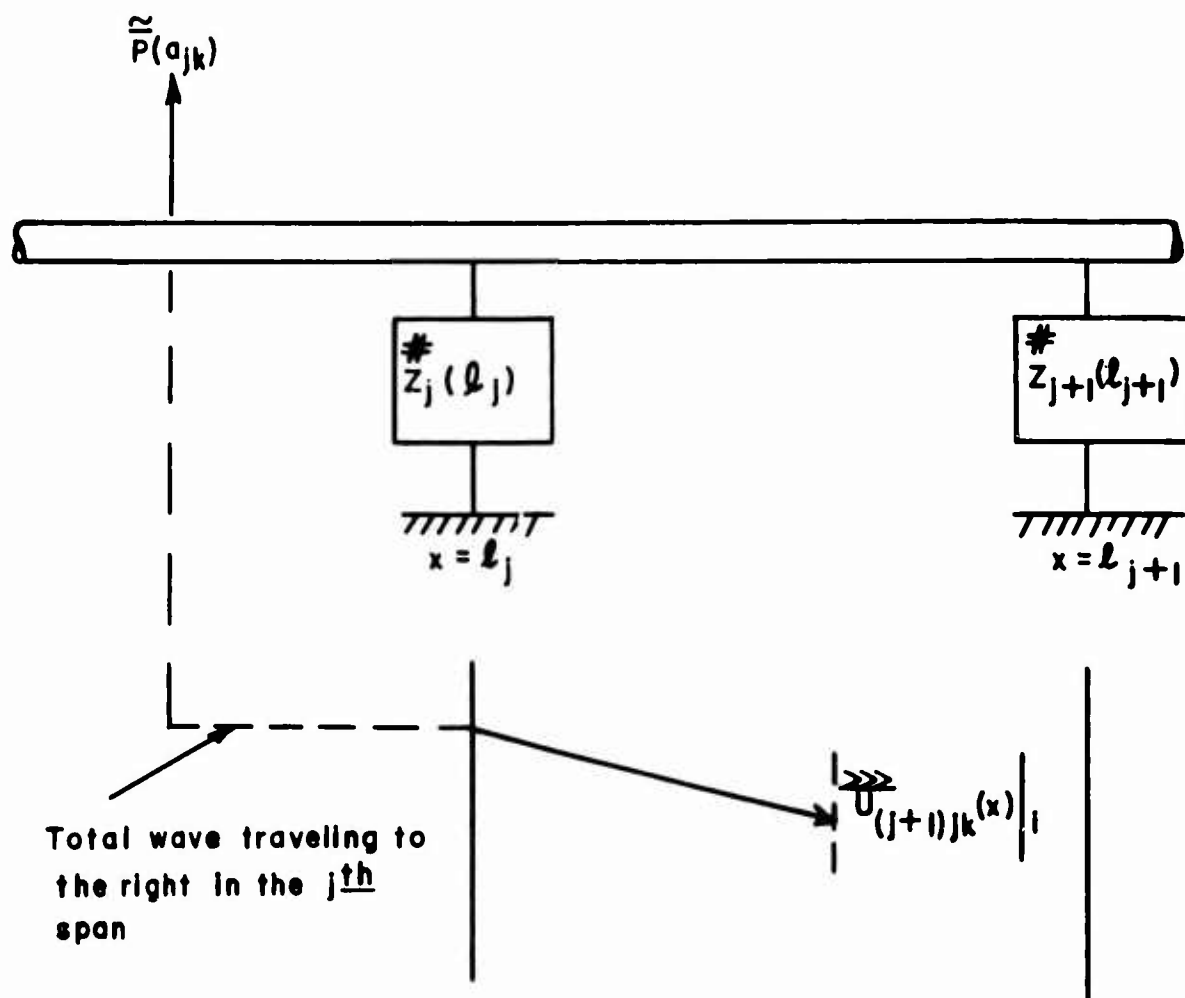 ≅P(a_jk)
#
Z_j(ℓ_j)
#
Z_j+1(ℓ_j+1)
x = ℓ_j
x = ℓ_j+1
>>>
U_(j+1)jk(x)|_i
Total wave traveling to
the right in the j th
span